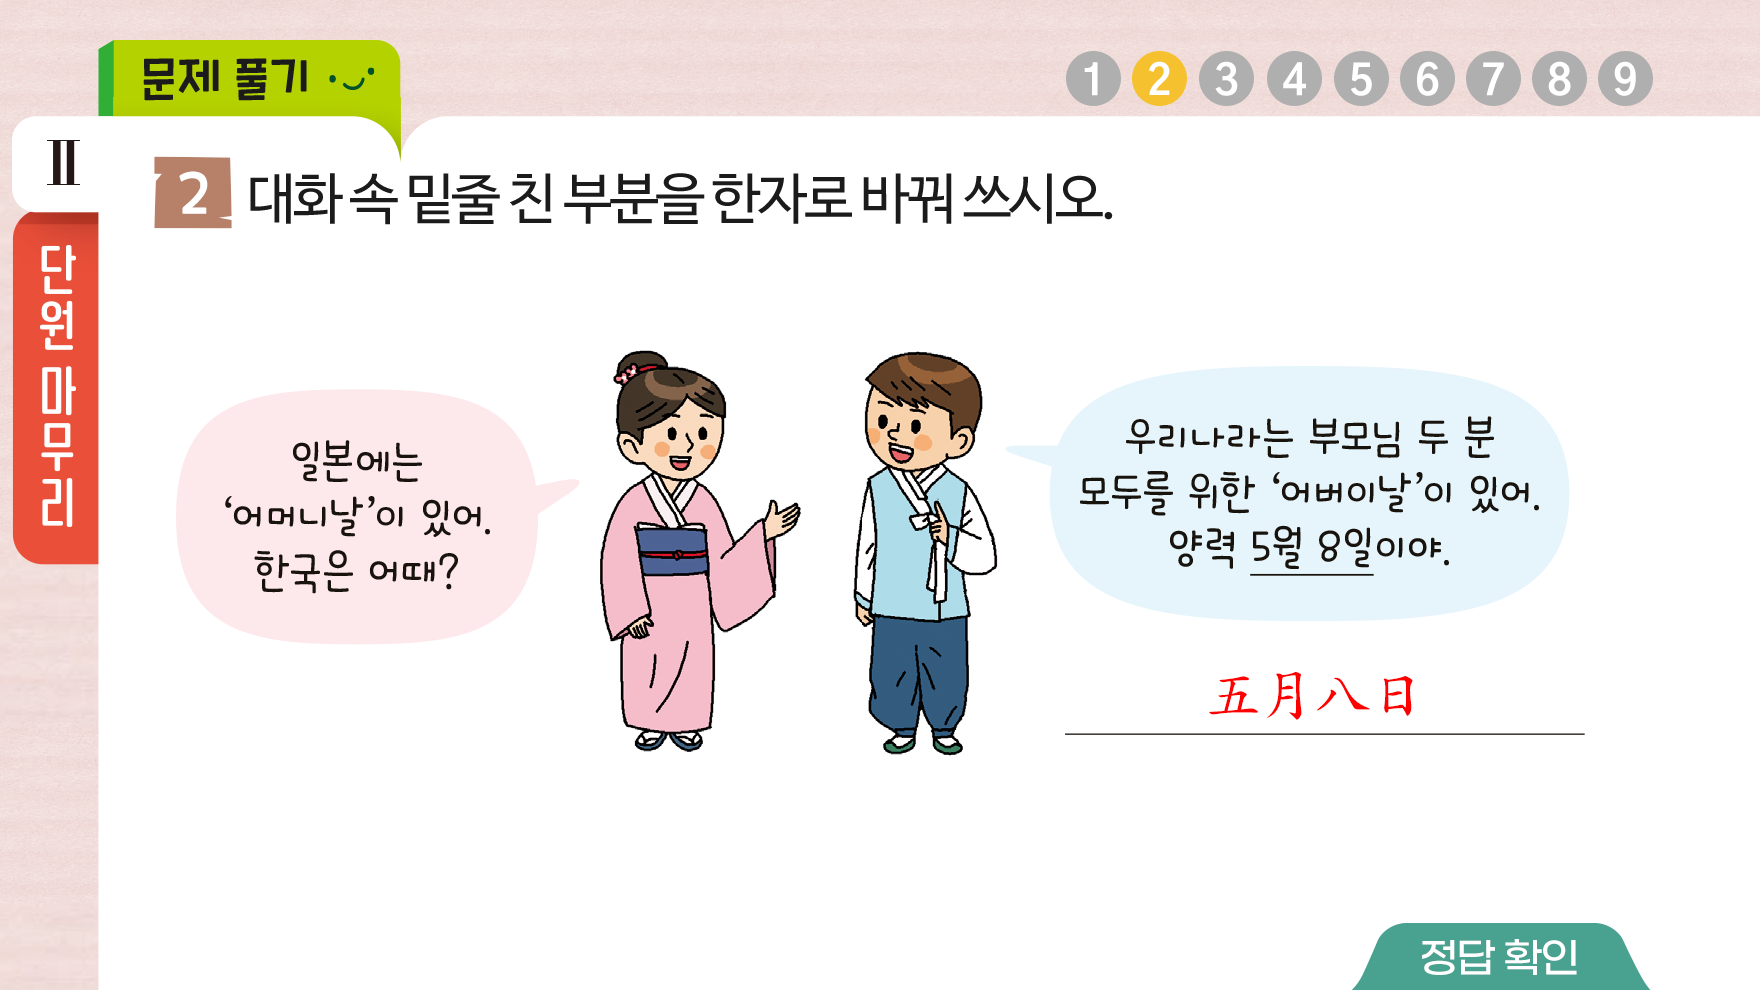 문제 풀기
1 2 3 4 5 6 7 8 9
Ⅱ
단원 마무리
2 대화 속 밑줄 친 부분을 한자로 바꿔 쓰시오.
일본에는
‘어머니날’이 있어.
한국은 어때?
우리나라는 부모님 두 분
모두를 위한 ‘어버이날’이 있어.
양력 5월 8일이야.
五月八日
정답 확인